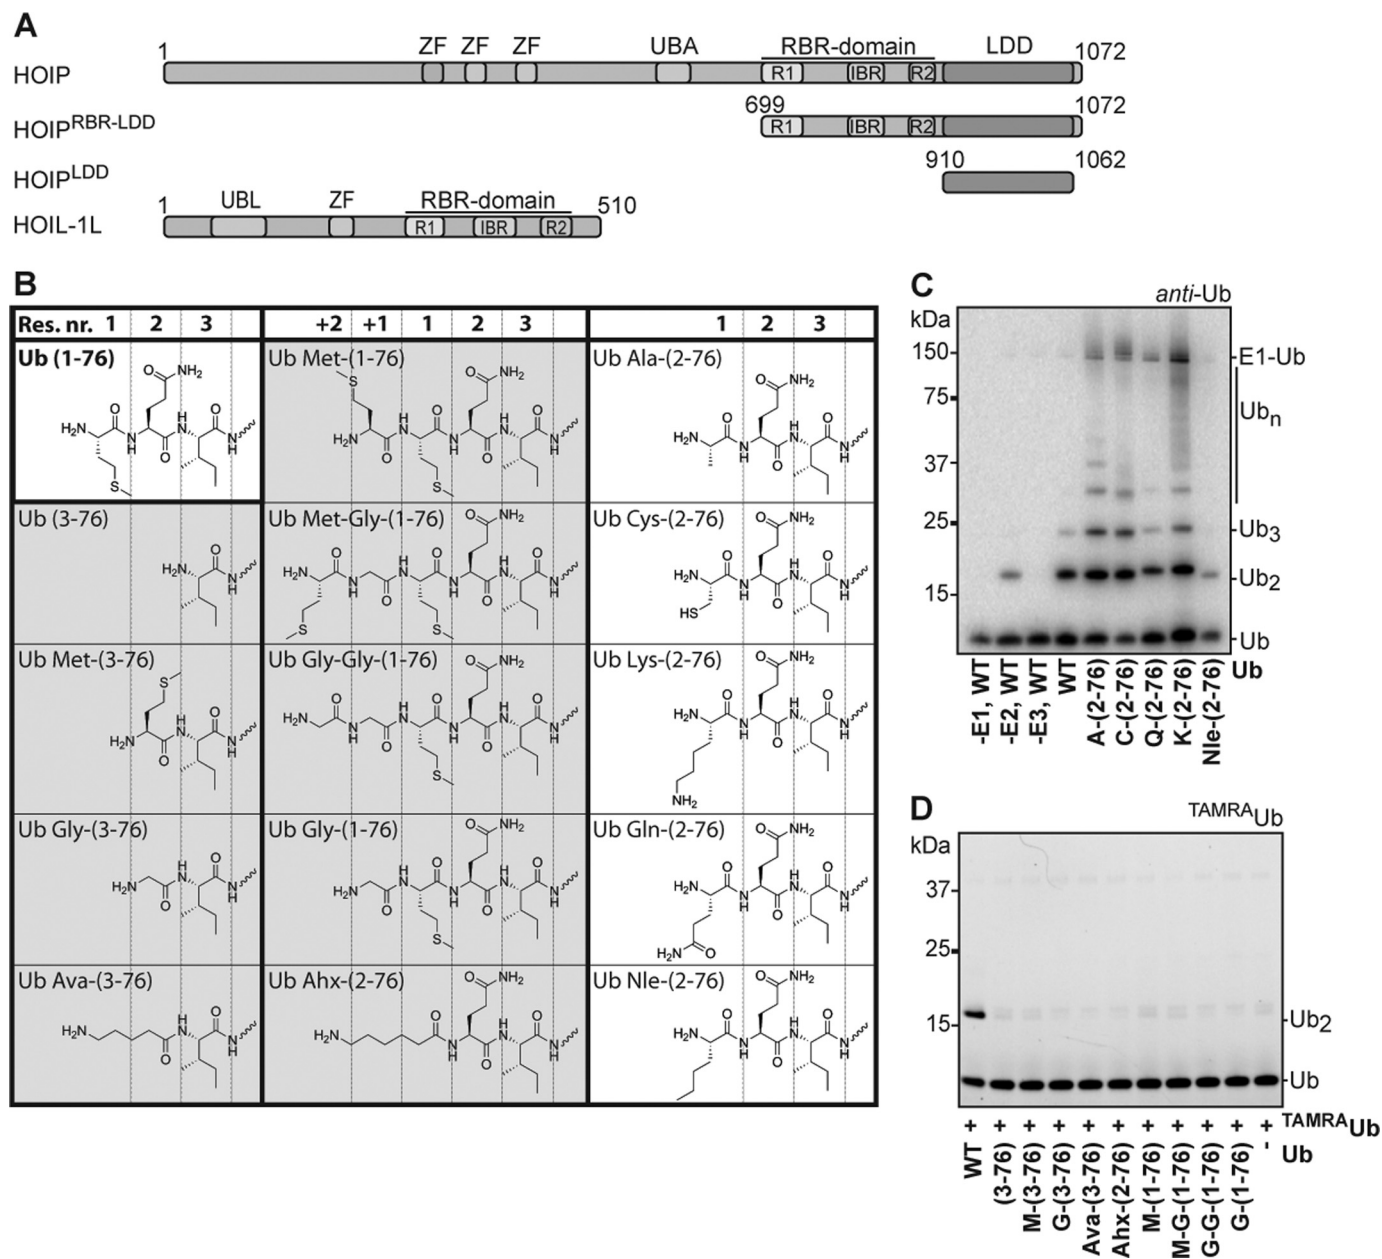 A
1 ZF ZF ZF UBA RBR-domain LDD 1072
HOIP R1 IBR R2
699 1072
HOIP^RBR-LDD R1 IBR R2
910 1062
HOIP^LDD
1 UBL ZF RBR-domain 510
HOIL-1L R1 IBR R2
B
Res. nr. 1 2 3 +2 +1 1 2 3 1 2 3
Ub (1-76)
Ub Met-(1-76)
Ub Ala-(2-76)
Ub (3-76)
Ub Met-Gly-(1-76)
Ub Cys-(2-76)
Ub Met-(3-76)
Ub Gly-Gly-(1-76)
Ub Lys-(2-76)
Ub Gly-(3-76)
Ub Gly-(1-76)
Ub Gln-(2-76)
Ub Ava-(3-76)
Ub Ahx-(2-76)
Ub Nle-(2-76)
C
anti-Ub
kDa
150
75
37
25
15
E1-Ub
Ubn
Ub3
Ub2
Ub
-E1, WT
-E2, WT
-E3, WT
WT
A-(2-76)
C-(2-76)
Q-(2-76)
K-(2-76)
Nle-(2-76)
Ub
D
TAMRAUb
kDa
37
25
15
Ub2
Ub
+ + + + + + + + + + + TAMRAUb
WT
(3-76)
M-(3-76)
G-(3-76)
Ava-(3-76)
Ahx-(2-76)
M-(1-76)
M-G-(1-76)
G-G-(1-76)
G-(1-76)
-
Ub